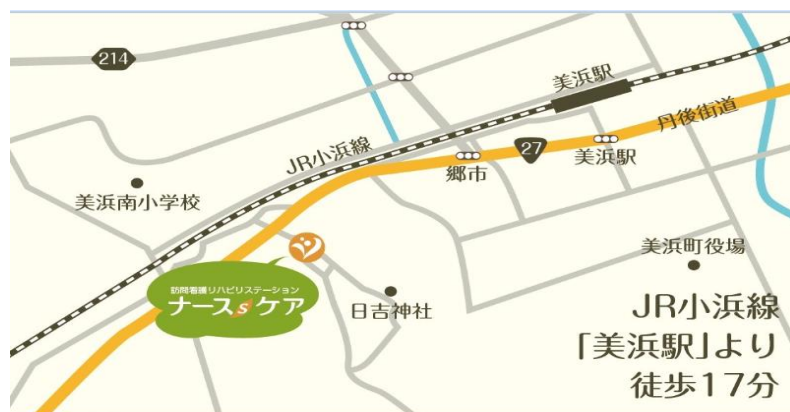 214
美浜駅
丹後街道
JR小浜線
27
美浜駅
郷市
美浜南小学校
美浜町役場
訪問看護リハビリステーション
ナースsケア
日吉神社
JR小浜線
「美浜駅」より
徒歩17分